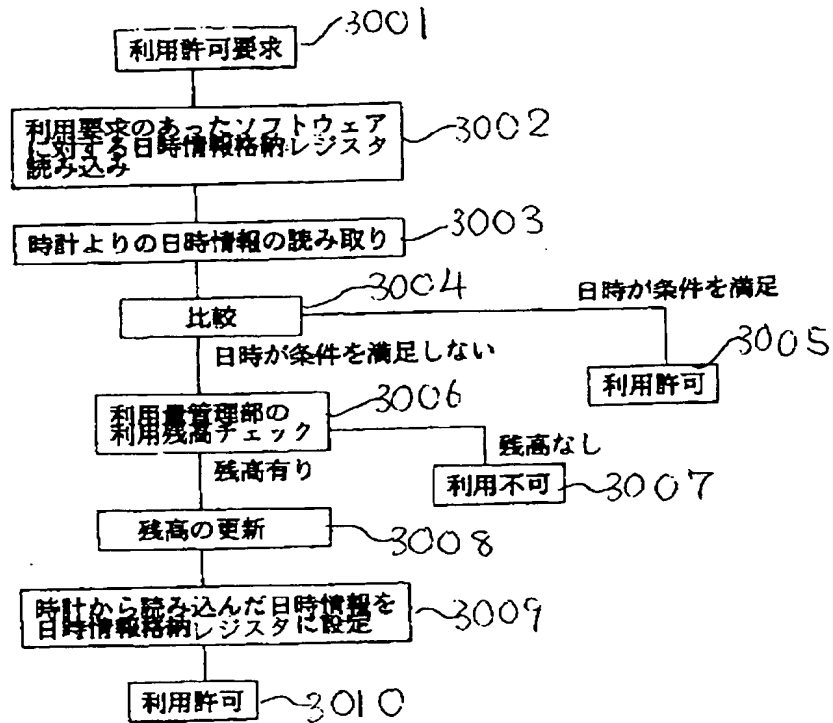 利用許可要求
3001
利用要求のあったソフトウェア
に対する日時情報格納レジスタ
読み込み
3002
時計よりの日時情報の読み取り
3003
比較
3004
日時が条件を満足
利用許可
3005
日時が条件を満足しない
利用量管理部の
利用残高チェック
3006
残高なし
利用不可
3007
残高有り
残高の更新
3008
時計から読み込んだ日時情報を
日時情報格納レジスタに設定
3009
利用許可
3010